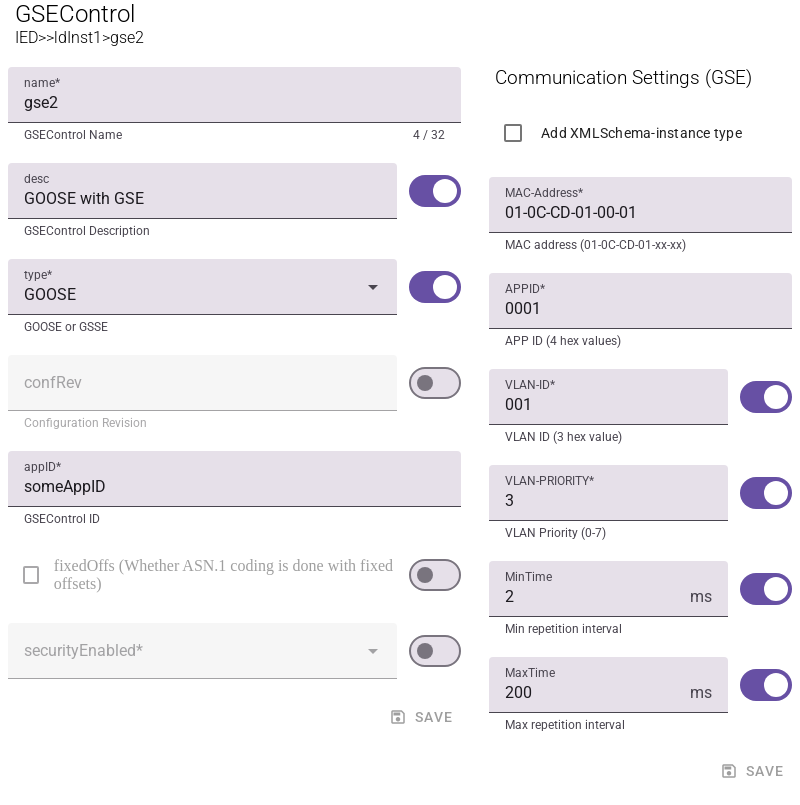 GSEControl
IED>>ldInst1>gse2
name*
gse2
GSEControl Name
4 / 32
desc
GOOSE with GSE
GSEControl Description
type*
GOOSE
GOOSE or GSSE
confRev
Configuration Revision
appID*
someAppID
GSEControl ID
fixedOffs (Whether ASN.1 coding is done with fixed
offsets)
securityEnabled*
SAVE
Communication Settings (GSE)
Add XMLSchema-instance type
MAC-Address*
01-0C-CD-01-00-01
MAC address (01-0C-CD-01-xx-xx)
APPID*
0001
APP ID (4 hex values)
VLAN-ID*
001
VLAN ID (3 hex value)
VLAN-PRIORITY*
3
VLAN Priority (0-7)
MinTime
2 ms
Min repetition interval
MaxTime
200 ms
Max repetition interval
SAVE